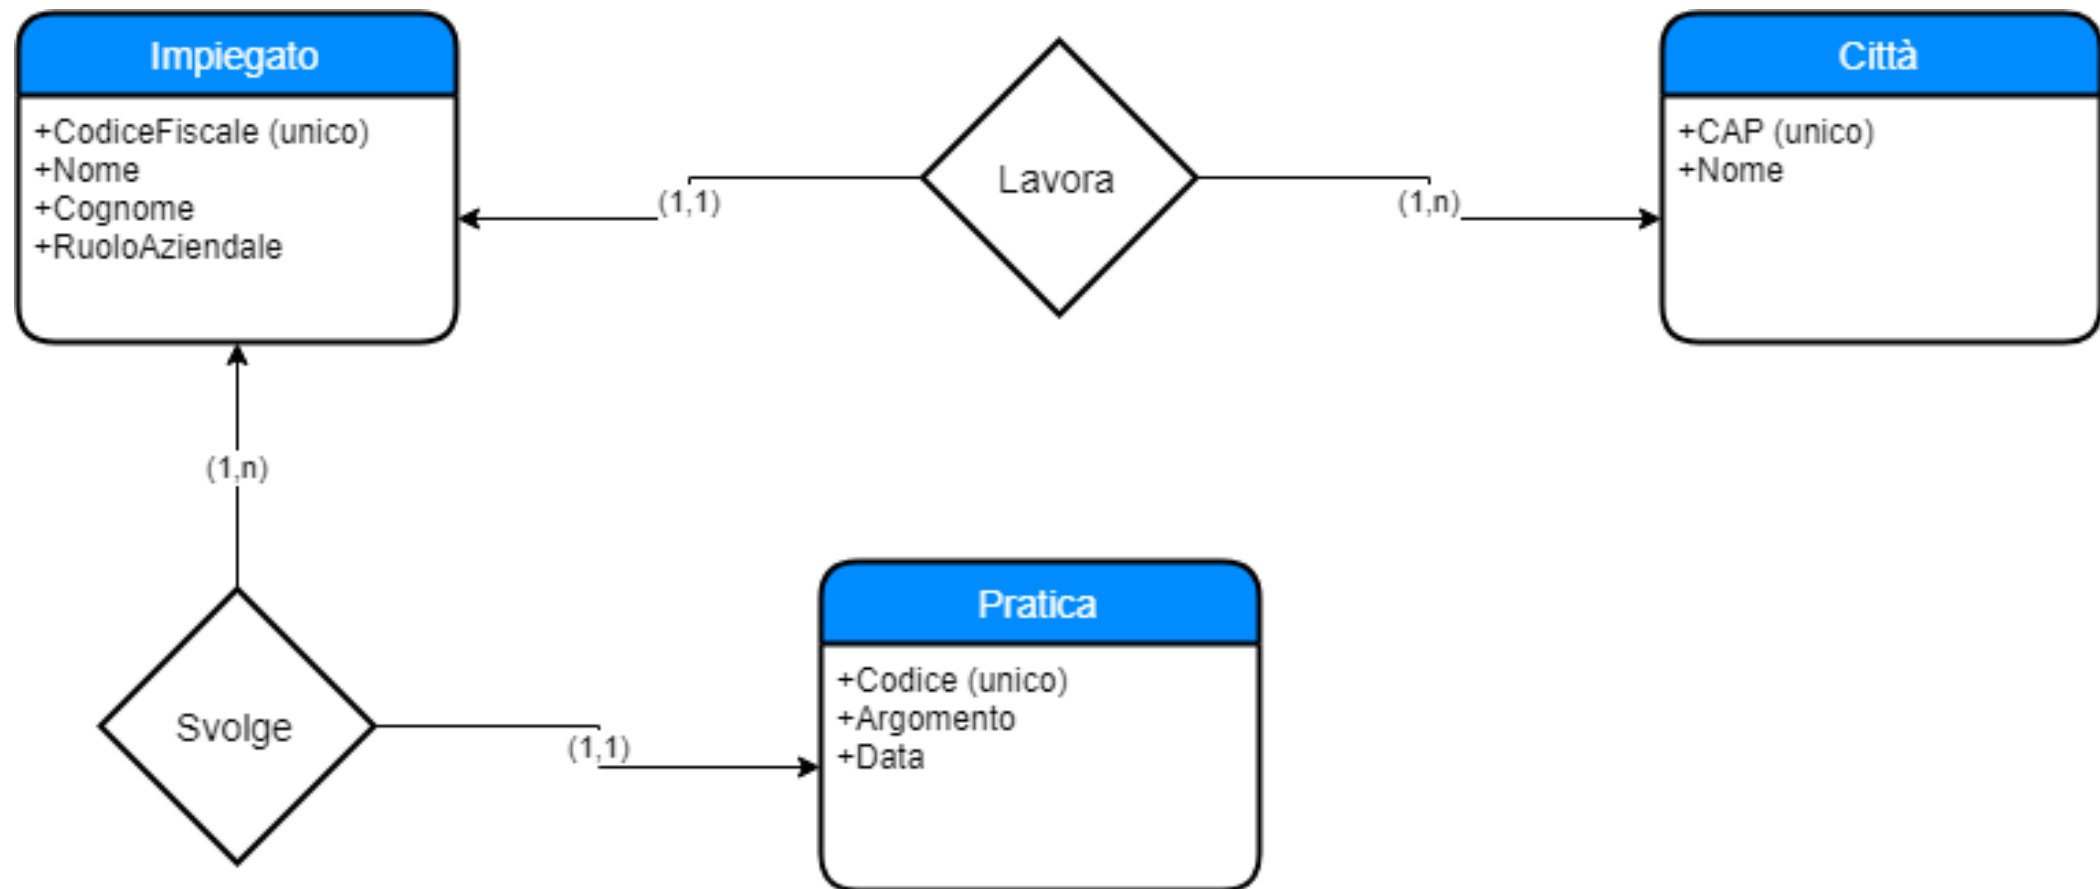 Impiegato
+CodiceFiscale (unico)
+Nome
+Cognome
+RuoloAziendale
(1,1)
Lavora
(1,n)
Città
+CAP (unico)
+Nome
(1,n)
Svolge
(1,1)
Pratica
+Codice (unico)
+Argomento
+Data